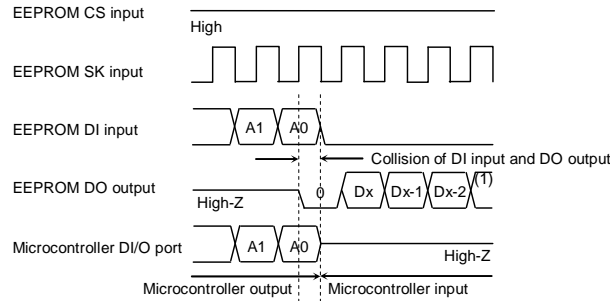 EEPROM CS input
High
EEPROM SK input
EEPROM DI input
A1 A0
Collision of DI input and DO output
EEPROM DO output
High-Z
0 Dx Dx-1 Dx-2 (1)
Microcontroller DI/O port
A1 A0
High-Z
Microcontroller output Microcontroller input